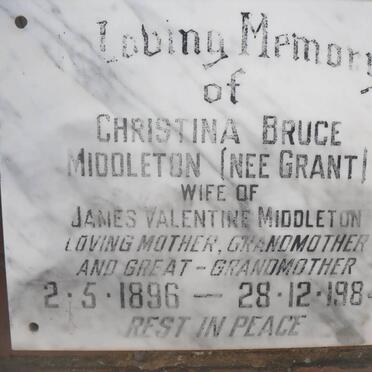 Loving Memory
of
CHRISTINA BRUCE
MIDDLETON (NEE GRANT)
WIFE OF
JAMES VALENTINE MIDDLETON
LOVING MOTHER, GRANDMOTHER
AND GREAT-GRANDMOTHER
2·5·1896 — 28·12·198
REST IN PEACE